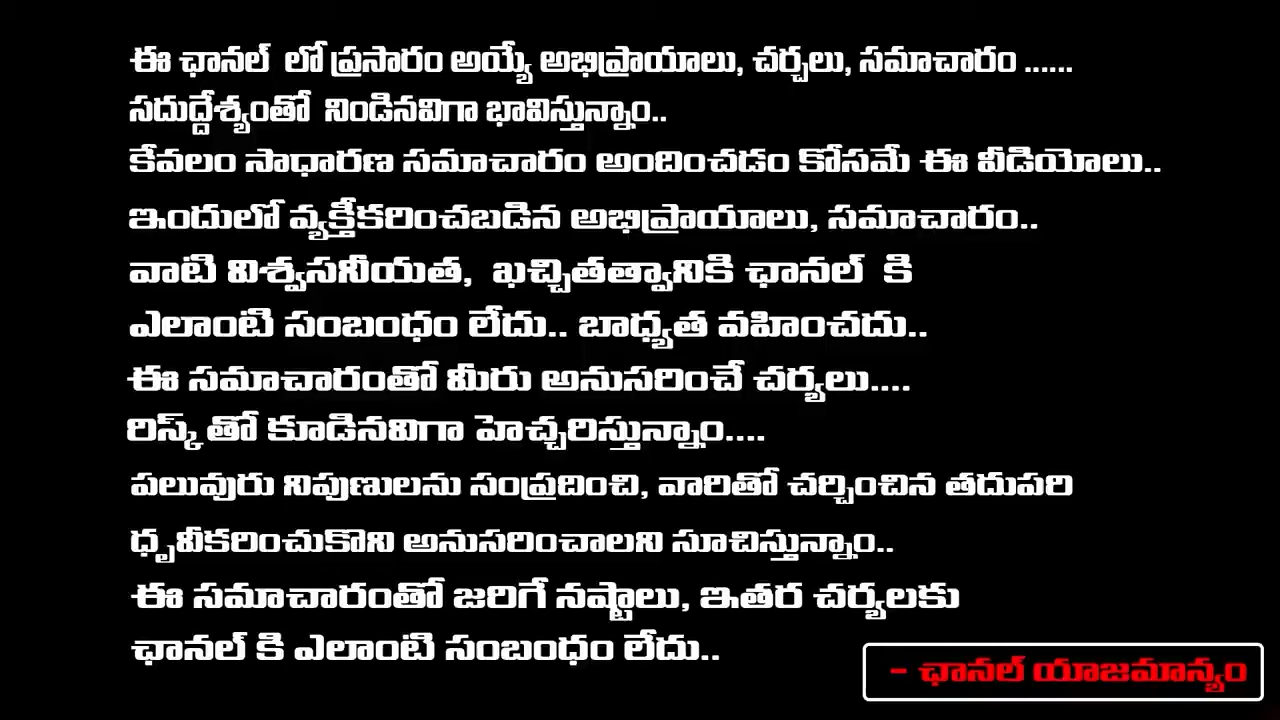 ఈ ఛానల్ లో ప్రసారం అయ్యే అభిప్రాయాలు, చర్చలు, సమాచారం ......
సదుద్దేశ్యంతో నిండినవిగా భావిస్తున్నాం..
కేవలం సాధారణ సమాచారం అందించడం కోసమే ఈ వీడియోలు..
ఇందులో వ్యక్తీకరించబడిన అభిప్రాయాలు, సమాచారం..
వాటి విశ్వసనీయత, ఖచ్చితత్వానికి ఛానల్ కి
ఎలాంటి సంబంధం లేదు.. బాధ్యత వహించదు..
ఈ సమాచారంతో మీరు అనుసరించే చర్యలు....
రిస్క్ తో కూడినవిగా హెచ్చరిస్తున్నాం....
పలువురు నిపుణులను సంప్రదించి, వారితో చర్చించిన తదుపరి
ధృవీకరించుకొని అనుసరించాలని సూచిస్తున్నాం..
ఈ సమాచారంతో జరిగే నష్టాలు, ఇతర చర్యలకు
ఛానల్ కి ఎలాంటి సంబంధం లేదు..
- ఛానల్ యాజమాన్యం